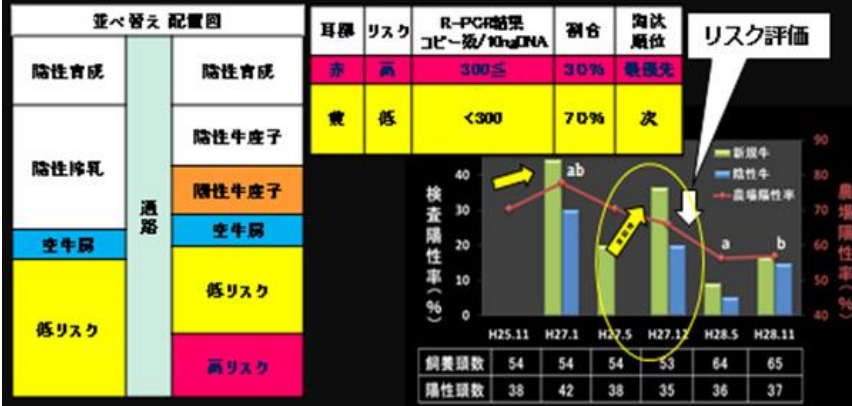 並べ替え 配置図
陰性育成
陰性搾乳
空牛房
低リスク
通路
陰性育成
陰性牛産子
陽性牛産子
空牛房
低リスク
高リスク
耳標 リスク R-PCR結果 コピー数/10ngDNA 割合 淘汰順位
赤 高 300≦ 30% 最優先
黄 低 <300 70% 次
リスク評価
検査陽性率(%)
40
30
20
10
0
新規牛
陰性牛
農場陽性率
ab
a
b
90
80
70
60
50
40
農場陽性率(%)
H25.11 H27.1 H27.5 H27.12 H28.5 H28.11
飼養頭数 54 54 54 53 64 65
陽性頭数 38 42 38 35 36 37